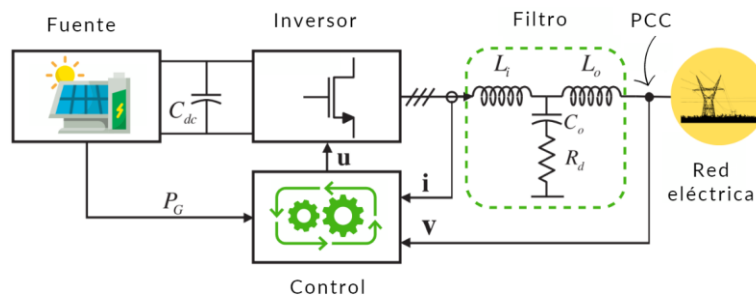 Fuente
Inversor
Filtro
PCC
L_i
L_o
C_dc
C_o
R_d
u
i
v
P_G
Red
eléctrica
Control